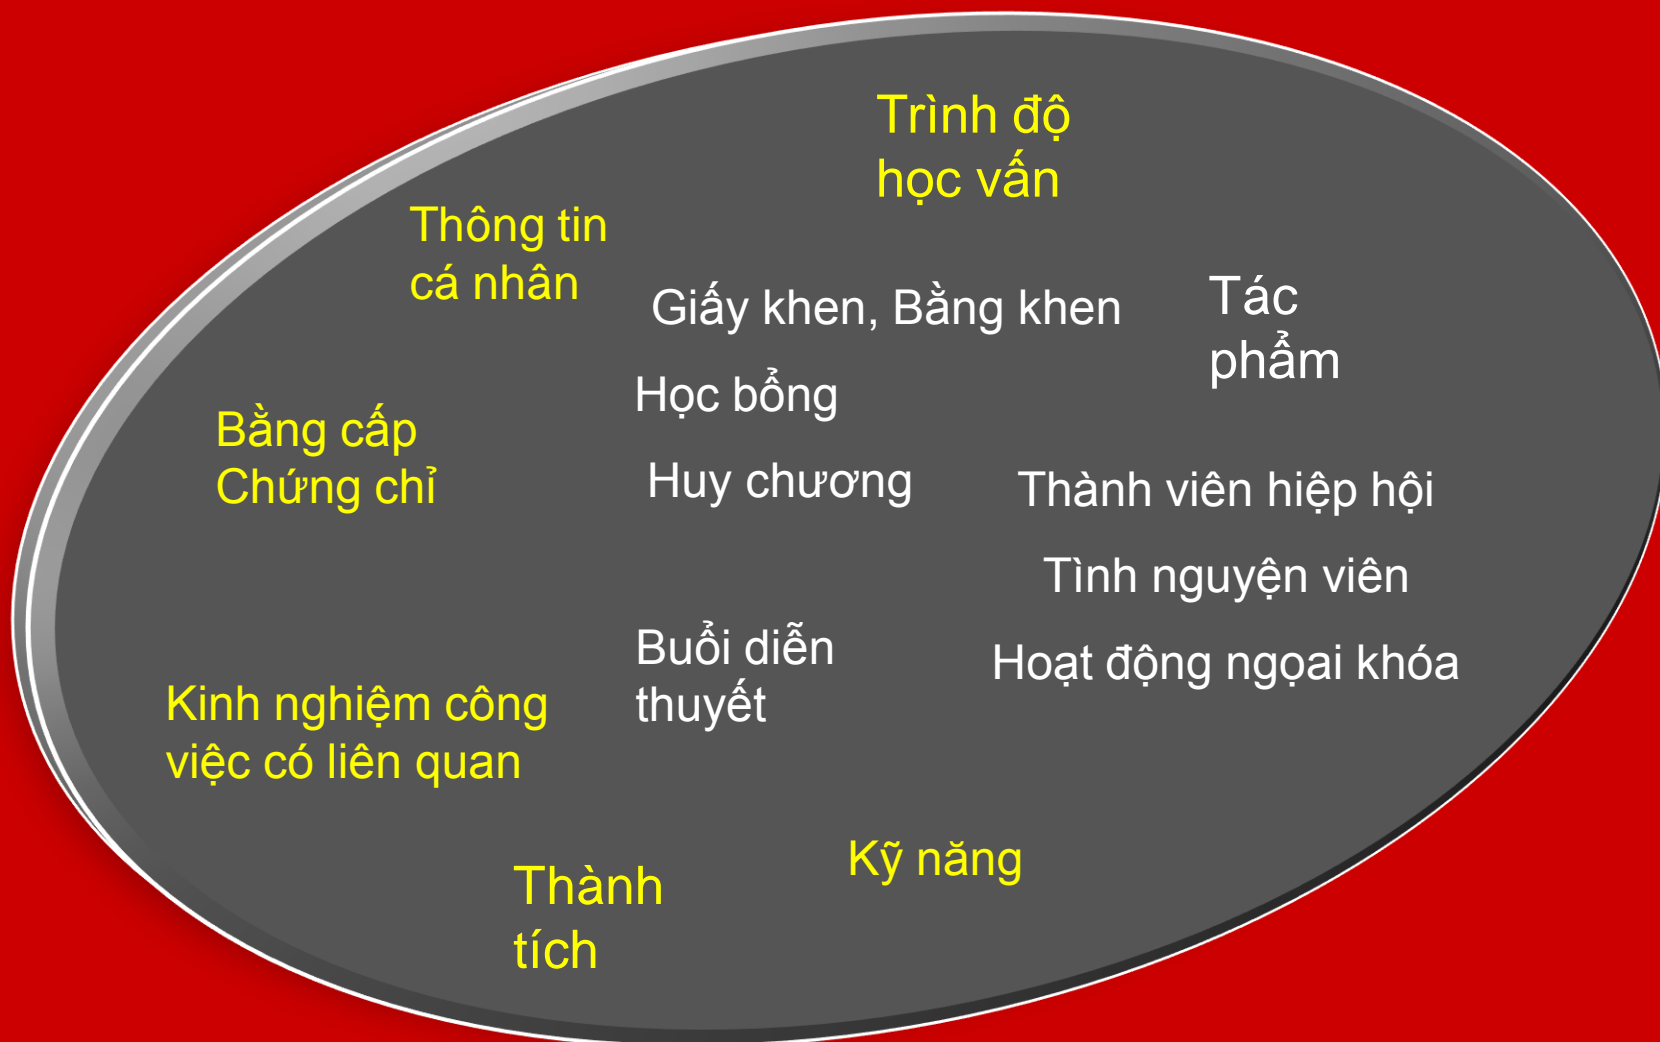 Trình độ
học vấn
Thông tin
cá nhân
Giấy khen, Bằng khen
Tác
phẩm
Học bổng
Bằng cấp
Chứng chỉ
Huy chương
Thành viên hiệp hội
Tình nguyện viên
Buổi diễn
thuyết
Hoạt động ngọai khóa
Kinh nghiệm công
việc có liên quan
Kỹ năng
Thành
tích